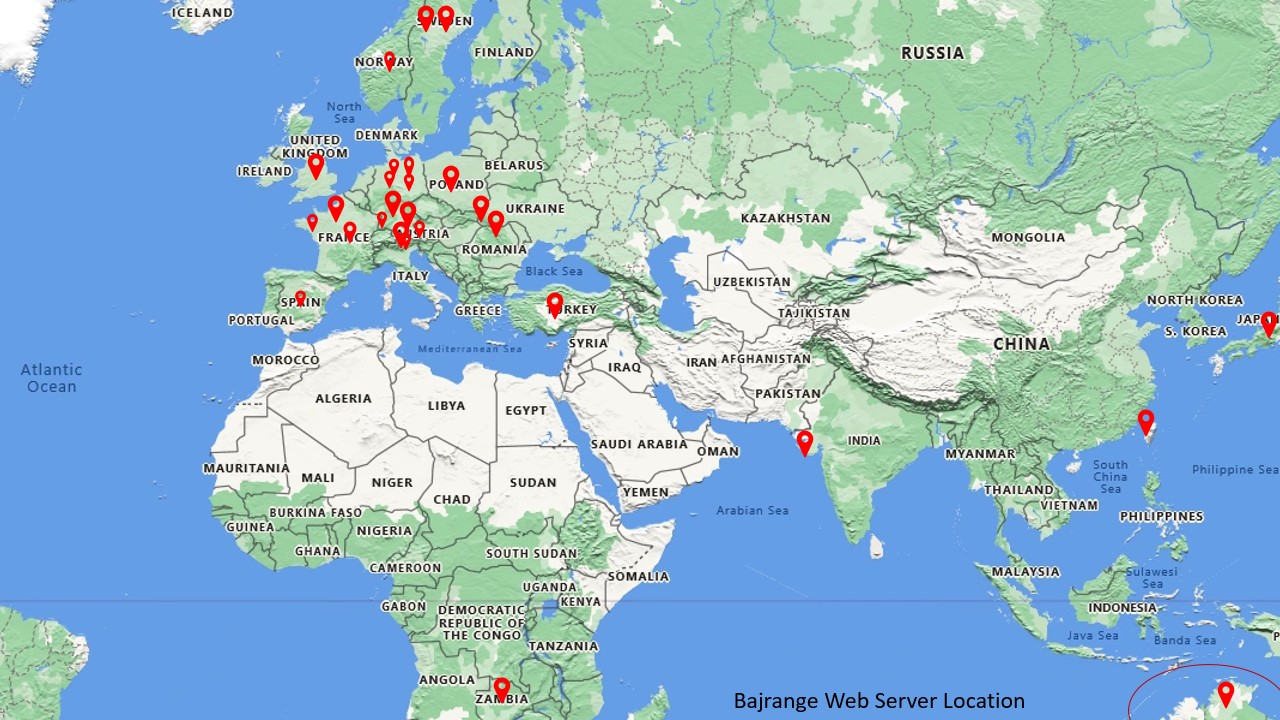 ICELAND
SWEDEN
FINLAND
NORWAY
RUSSIA
North
Sea
DENMARK
UNITED
KINGDOM
IRELAND
BELARUS
POLAND
UKRAINE
KAZAKHSTAN
MONGOLIA
FRANCE
AUSTRIA
ROMANIA
ITALY
Black Sea
UZBEKISTAN
SPAIN
PORTUGAL
GREECE
TURKEY
TAJIKISTAN
NORTH KOREA
S. KOREA
JAP
CHINA
Mediterranean Sea
SYRIA
MOROCCO
IRAQ
IRAN
AFGHANISTAN
Atlantic
Ocean
PAKISTAN
ALGERIA
LIBYA
EGYPT
SAUDI ARABIA
OMAN
INDIA
MYANMAR
MAURITANIA
MALI
NIGER
CHAD
SUDAN
YEMEN
South
China
Sea
Philippine Sea
THAILAND
VIETNAM
BURKINA FASO
Arabian Sea
PHILIPPINES
GUINEA
NIGERIA
GHANA
SOUTH SUDAN
CAMEROON
SOMALIA
MALAYSIA
Sulawesi
Sea
UGANDA
KENYA
GABON
DEMOCRATIC
REPUBLIC OF
THE CONGO
INDONESIA
Java Sea
Banda Sea
P
TANZANIA
ANGOLA
ZAMBIA
Bajrange Web Server Location